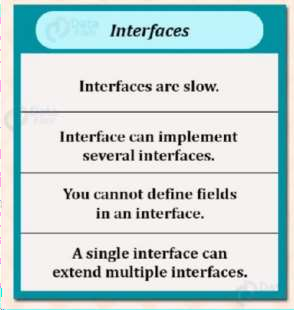 Interfaces
Interfaces are slow.
Interface can implement
several interfaces.
You cannot define fields
in an interface.
A single interface can
extend multiple interfaces.